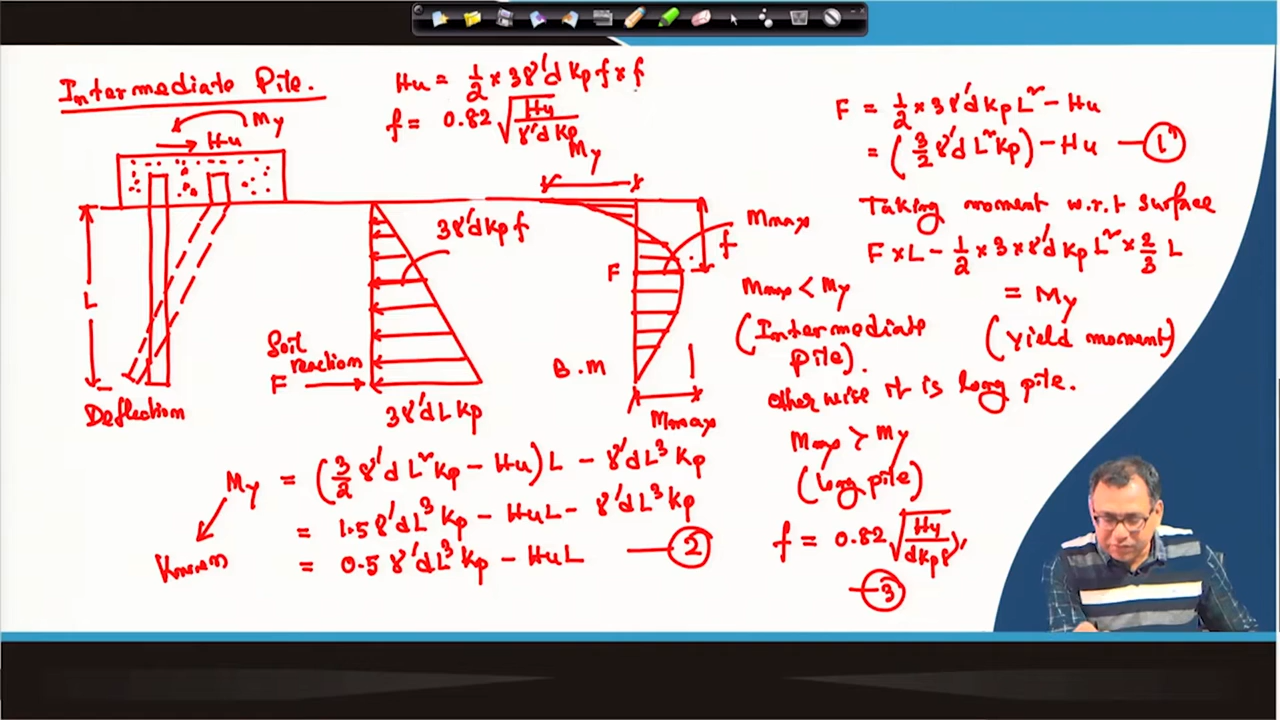 Intermediate Pile.
Hu = 1/2 × 3γ'd Kp f × f
f = 0.82 √(Hu / γ'd Kp)
My
Hu
My
3γ'd Kp f
Mmax
f
F
L
Soil
reaction
F
B.M
Deflection
3γ'd L Kp
Mmax
My = (3/2 γ'd L² Kp - Hu) L - γ'd L³ Kp
= 1.5 γ'd L³ Kp - Hu L - γ'd L³ Kp
= 0.5 γ'd L³ Kp - Hu L — ②
Known
F = 1/2 × 3γ'd Kp L² - Hu
= (3/2 γ'd L² Kp) - Hu — ①
Taking moment w.r.t surface
F × L - 1/2 × 3 × γ'd Kp L² × 2/3 L
= My
(Yield moment)
Mmax < My
(Intermediate
pile).
otherwise it is long pile.
Mmax > My
(long pile)
f = 0.82 √(Hu / d Kp γ')
— ③